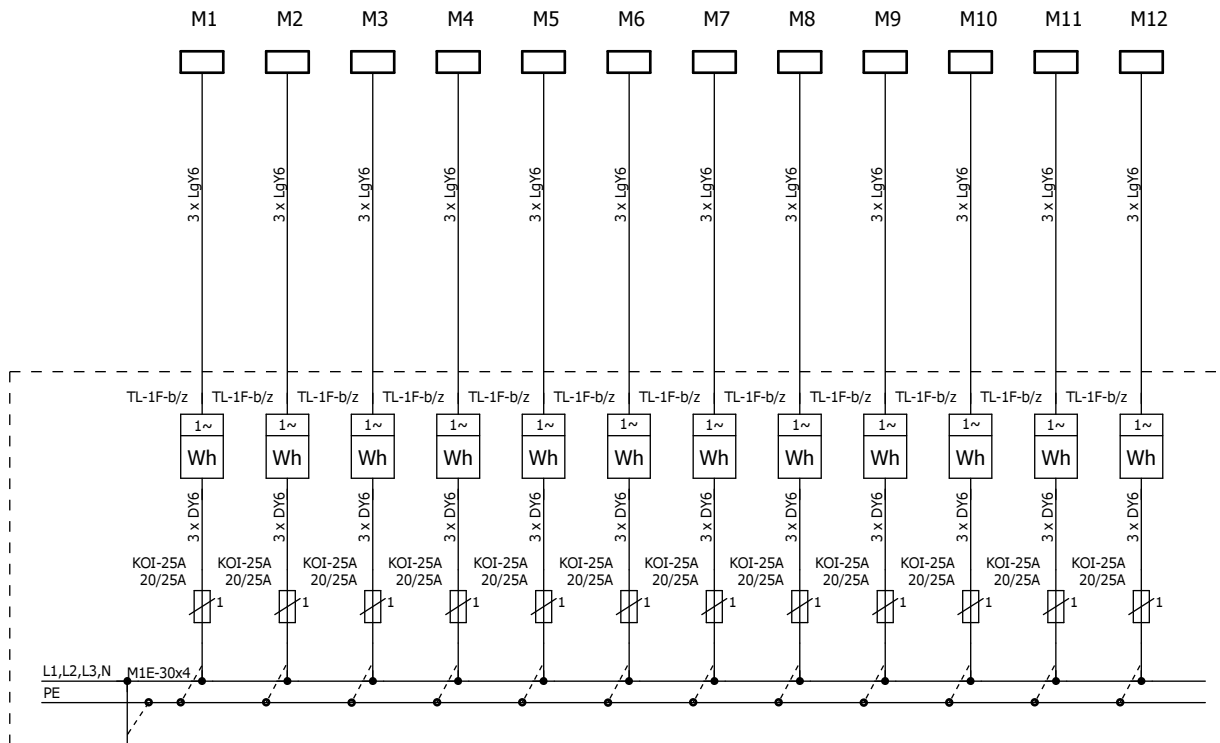 M1 M2 M3 M4 M5 M6 M7 M8 M9 M10 M11 M12
3 x LgY6 3 x LgY6 3 x LgY6 3 x LgY6 3 x LgY6 3 x LgY6 3 x LgY6 3 x LgY6 3 x LgY6 3 x LgY6 3 x LgY6 3 x LgY6
TL-1F-b/z TL-1F-b/z TL-1F-b/z TL-1F-b/z TL-1F-b/z TL-1F-b/z TL-1F-b/z TL-1F-b/z TL-1F-b/z TL-1F-b/z TL-1F-b/z TL-1F-b/z
1~ 1~ 1~ 1~ 1~ 1~ 1~ 1~ 1~ 1~ 1~ 1~
Wh Wh Wh Wh Wh Wh Wh Wh Wh Wh Wh Wh
3 x DY6 3 x DY6 3 x DY6 3 x DY6 3 x DY6 3 x DY6 3 x DY6 3 x DY6 3 x DY6 3 x DY6 3 x DY6 3 x DY6
KOI-25A KOI-25A KOI-25A KOI-25A KOI-25A KOI-25A KOI-25A KOI-25A KOI-25A KOI-25A KOI-25A KOI-25A
20/25A 20/25A 20/25A 20/25A 20/25A 20/25A 20/25A 20/25A 20/25A 20/25A 20/25A 20/25A
1 1 1 1 1 1 1 1 1 1 1 1
L1,L2,L3,N M1E-30x4
PE